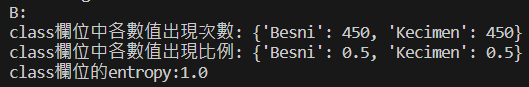 B:
class欄位中各數值出現次數: {'Besni': 450, 'Kecimen': 450}
class欄位中各數值出現比例: {'Besni': 0.5, 'Kecimen': 0.5}
class欄位的entropy:1.0